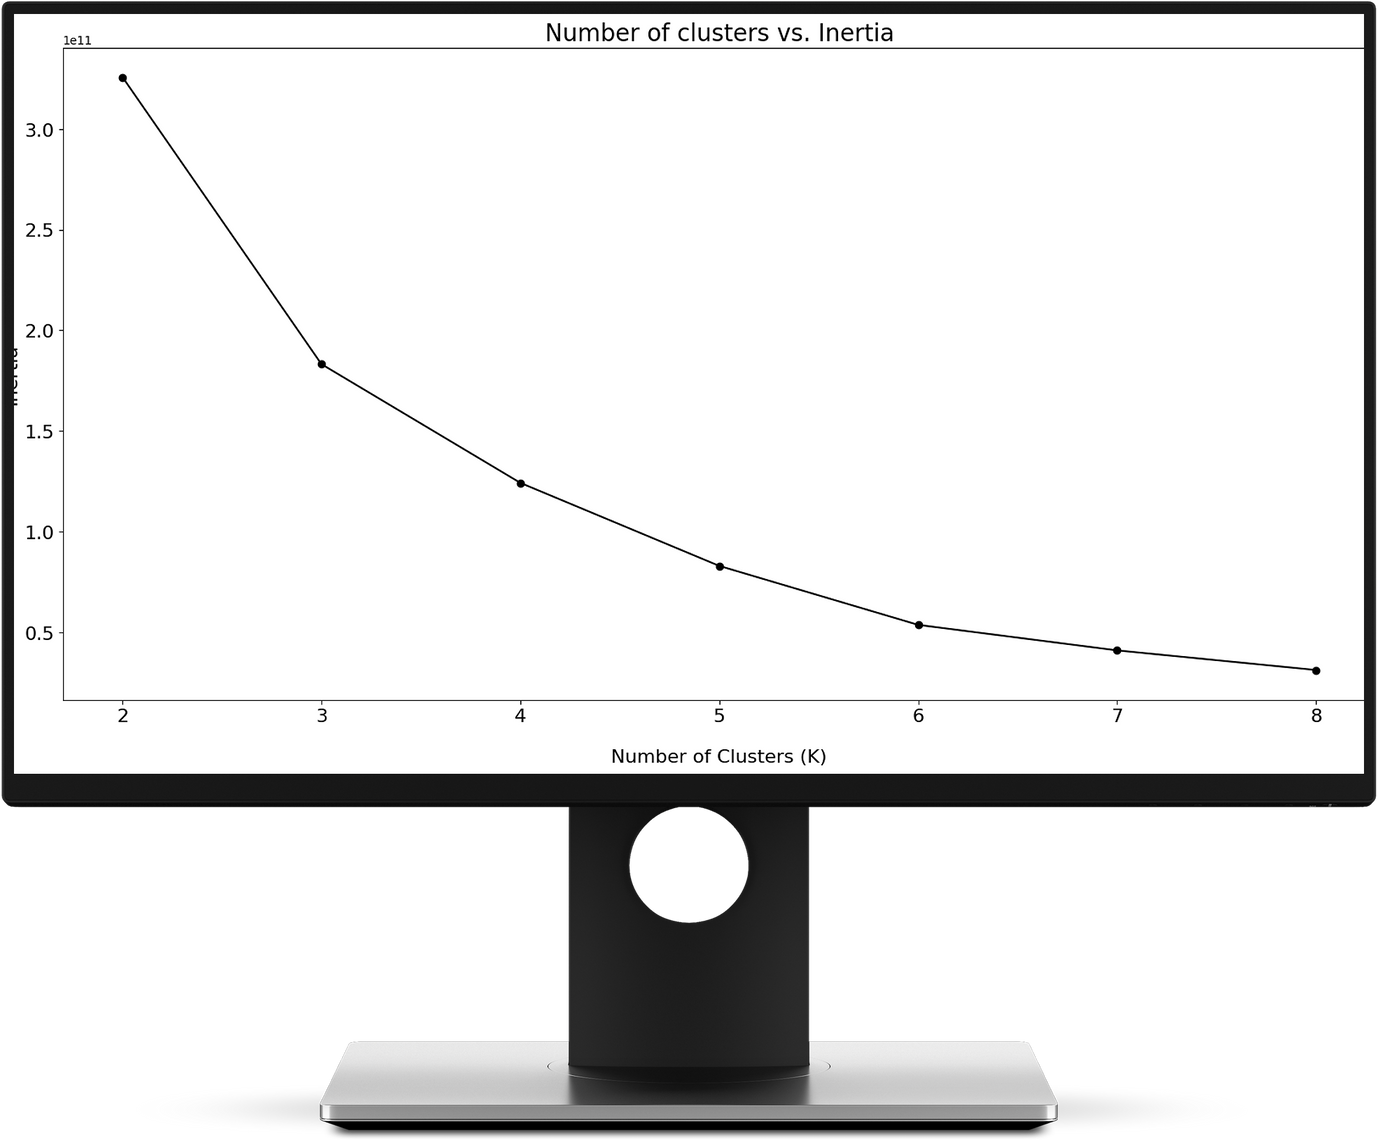 Number of clusters vs. Inertia
1e11
3.0
2.5
2.0
1.5
1.0
0.5
2 3 4 5 6 7 8
Number of Clusters (K)